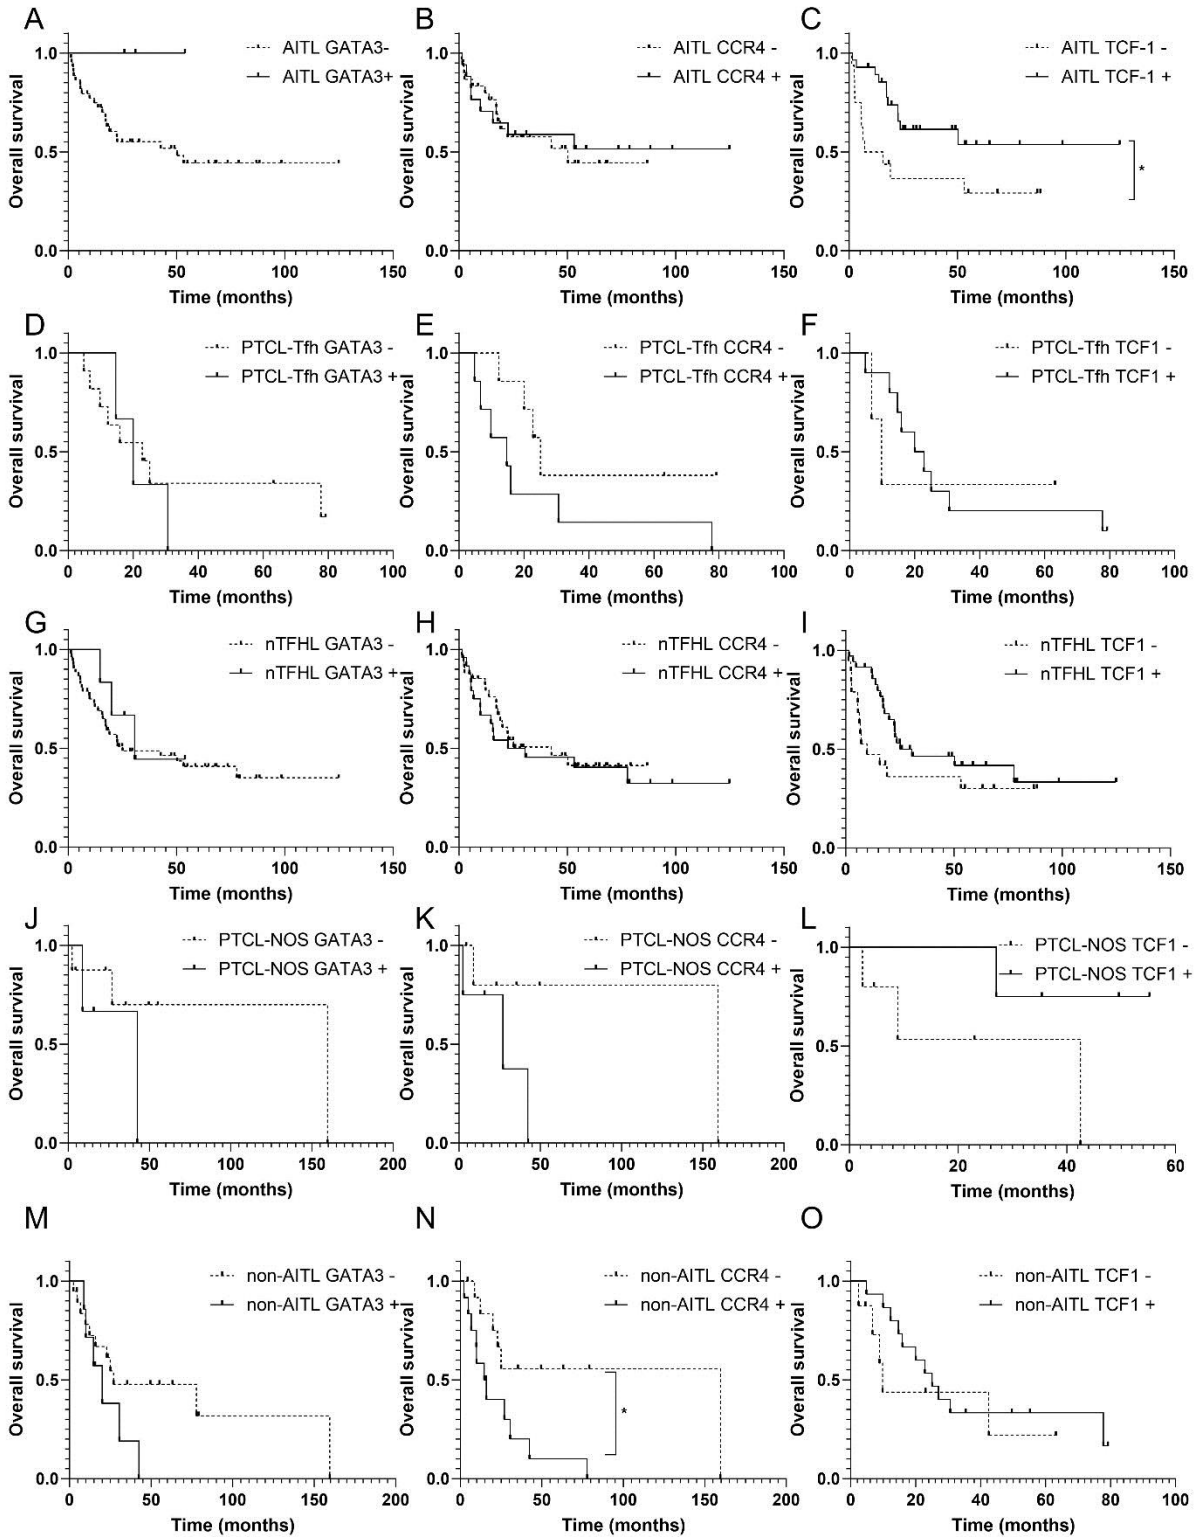 A
AITL GATA3-
AITL GATA3+
Overall survival
1.0
0.5
0.0
0 50 100 150
Time (months)
B
AITL CCR4 -
AITL CCR4 +
Overall survival
1.0
0.5
0.0
0 50 100 150
Time (months)
C
AITL TCF-1 -
AITL TCF-1 +
Overall survival
1.0
0.5
0.0
*
0 50 100 150
Time (months)
D
PTCL-Tfh GATA3 -
PTCL-Tfh GATA3 +
Overall survival
1.0
0.5
0.0
0 20 40 60 80 100
Time (months)
E
PTCL-Tfh CCR4 -
PTCL-Tfh CCR4 +
Overall survival
1.0
0.5
0.0
0 20 40 60 80 100
Time (months)
F
PTCL-Tfh TCF1 -
PTCL-Tfh TCF1 +
Overall survival
1.0
0.5
0.0
0 20 40 60 80 100
Time (months)
G
nTFHL GATA3 -
nTFHL GATA3 +
Overall survival
1.0
0.5
0.0
0 50 100 150
Time (months)
H
nTFHL CCR4 -
nTFHL CCR4 +
Overall survival
1.0
0.5
0.0
0 50 100 150
Time (months)
I
nTFHL TCF1 -
nTFHL TCF1 +
Overall survival
1.0
0.5
0.0
0 50 100 150
Time (months)
J
PTCL-NOS GATA3 -
PTCL-NOS GATA3 +
Overall survival
1.0
0.5
0.0
0 50 100 150 200
Time (months)
K
PTCL-NOS CCR4 -
PTCL-NOS CCR4 +
Overall survival
1.0
0.5
0.0
0 50 100 150 200
Time (months)
L
PTCL-NOS TCF1 -
PTCL-NOS TCF1 +
Overall survival
1.0
0.5
0.0
0 20 40 60
Time (months)
M
non-AITL GATA3 -
non-AITL GATA3 +
Overall survival
1.0
0.5
0.0
0 50 100 150 200
Time (months)
N
non-AITL CCR4 -
non-AITL CCR4 +
Overall survival
1.0
0.5
0.0
*
0 50 100 150 200
Time (months)
O
non-AITL TCF1 -
non-AITL TCF1 +
Overall survival
1.0
0.5
0.0
0 20 40 60 80 100
Time (months)